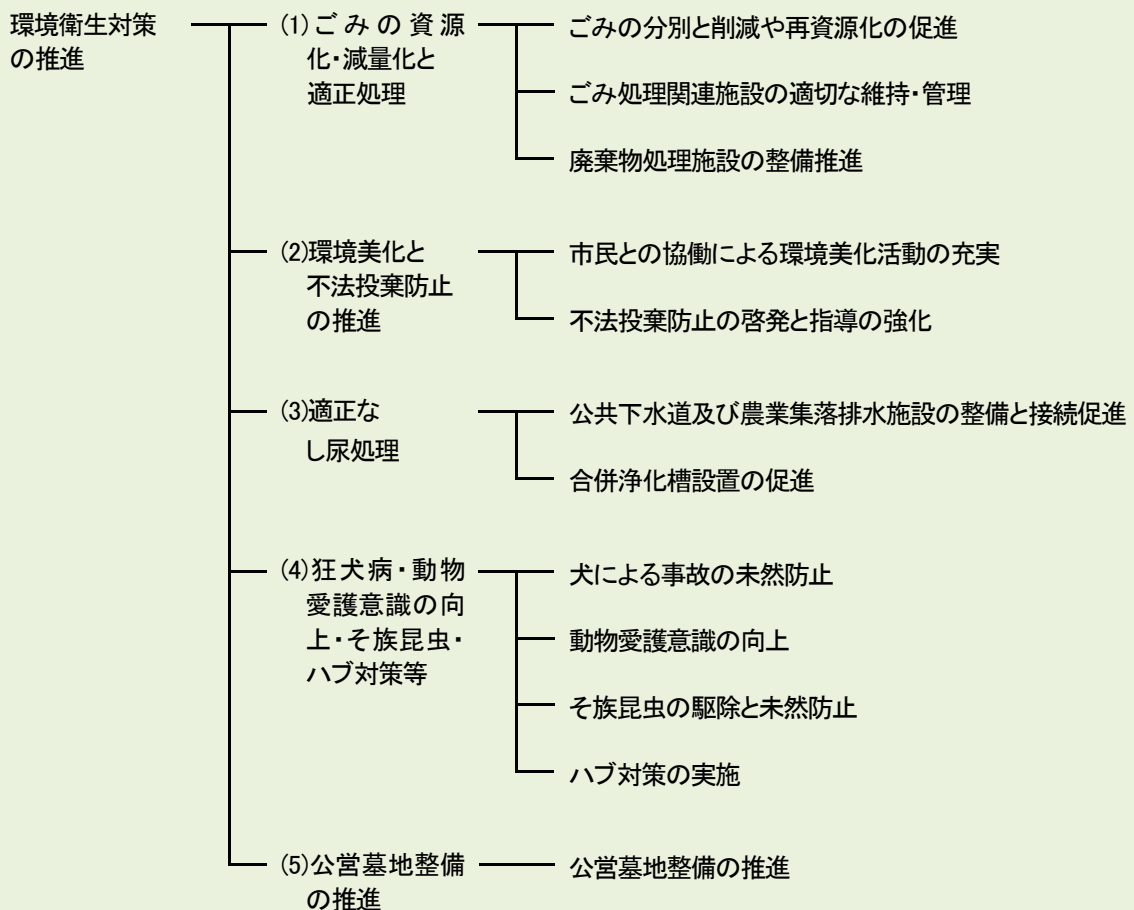 環境衛生対策
の推進
(1)ごみの資源
化・減量化と
適正処理
ごみの分別と削減や再資源化の促進
ごみ処理関連施設の適切な維持・管理
廃棄物処理施設の整備推進
(2)環境美化と
不法投棄防止
の推進
市民との協働による環境美化活動の充実
不法投棄防止の啓発と指導の強化
(3)適正な
し尿処理
公共下水道及び農業集落排水施設の整備と接続促進
合併浄化槽設置の促進
(4)狂犬病・動物
愛護意識の向
上・そ族昆虫・
ハブ対策等
犬による事故の未然防止
動物愛護意識の向上
そ族昆虫の駆除と未然防止
ハブ対策の実施
(5)公営墓地整備
の推進
公営墓地整備の推進